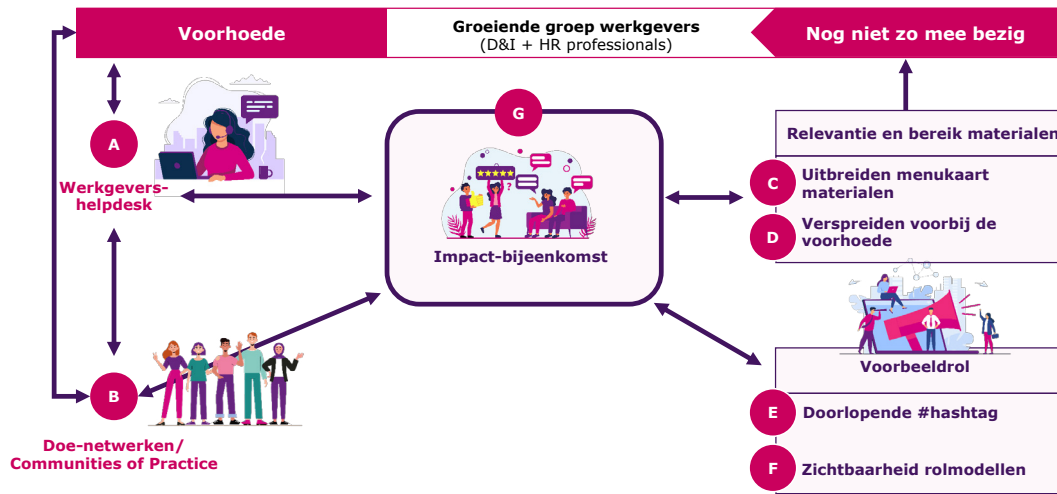 Voorhoede
Groeiende groep werkgevers
(D&I + HR professionals)
Nog niet zo mee bezig
A
Werkgevers-
helpdesk
B
Doe-netwerken/
Communities of Practice
G
?
Impact-bijeenkomst
Relevantie en bereik materialen
C
Uitbreiden menukaart
materialen
D
Verspreiden voorbij de
voorhoede
Voorbeeldrol
E
Doorlopende #hashtag
F
Zichtbaarheid rolmodellen